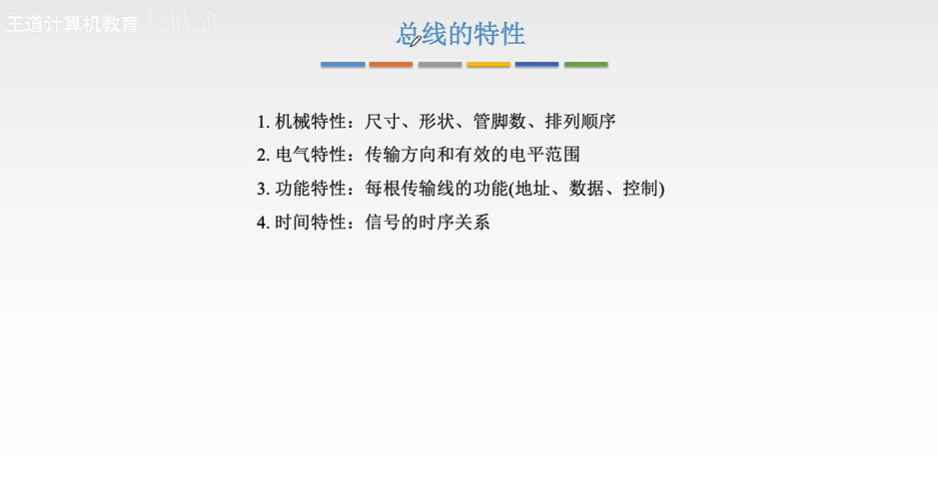 王道计算机教育
总线的特性
1. 机械特性：尺寸、形状、管脚数、排列顺序
2. 电气特性：传输方向和有效的电平范围
3. 功能特性：每根传输线的功能(地址、数据、控制)
4. 时间特性：信号的时序关系